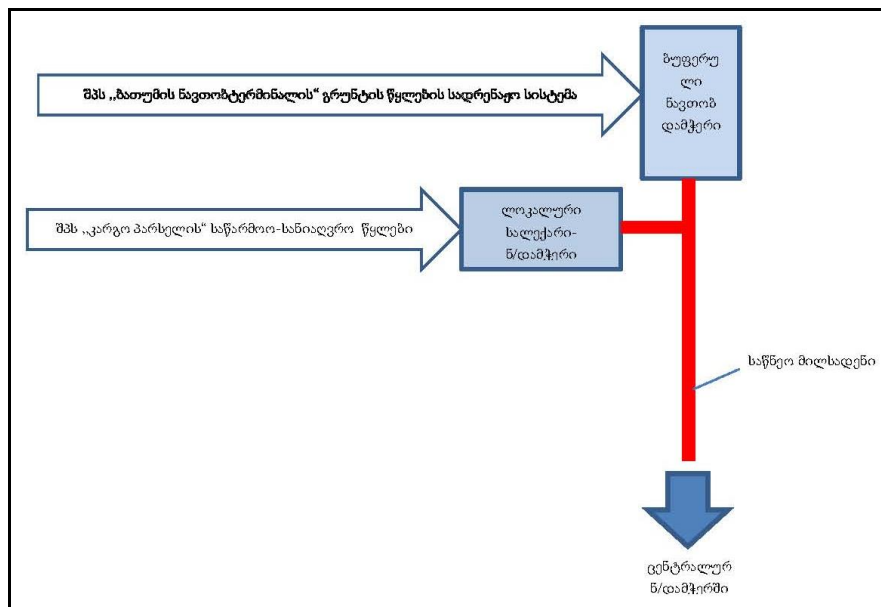 ბუფერუ
ლი
ნავთობ
დამჭერი
შპს ,,ბათუმის ნავთობტერმინალის“ გრუნტის წყლების სადრენაჟო სისტემა
შპს ,,კარგო პარსელის“ საწარმოო-სანიაღვრო წყლები
ლოკალური
სალექარი-
ნ/დამჭერი
საწნეო მილსადენი
ცენტრალურ
ნ/დამჭერში